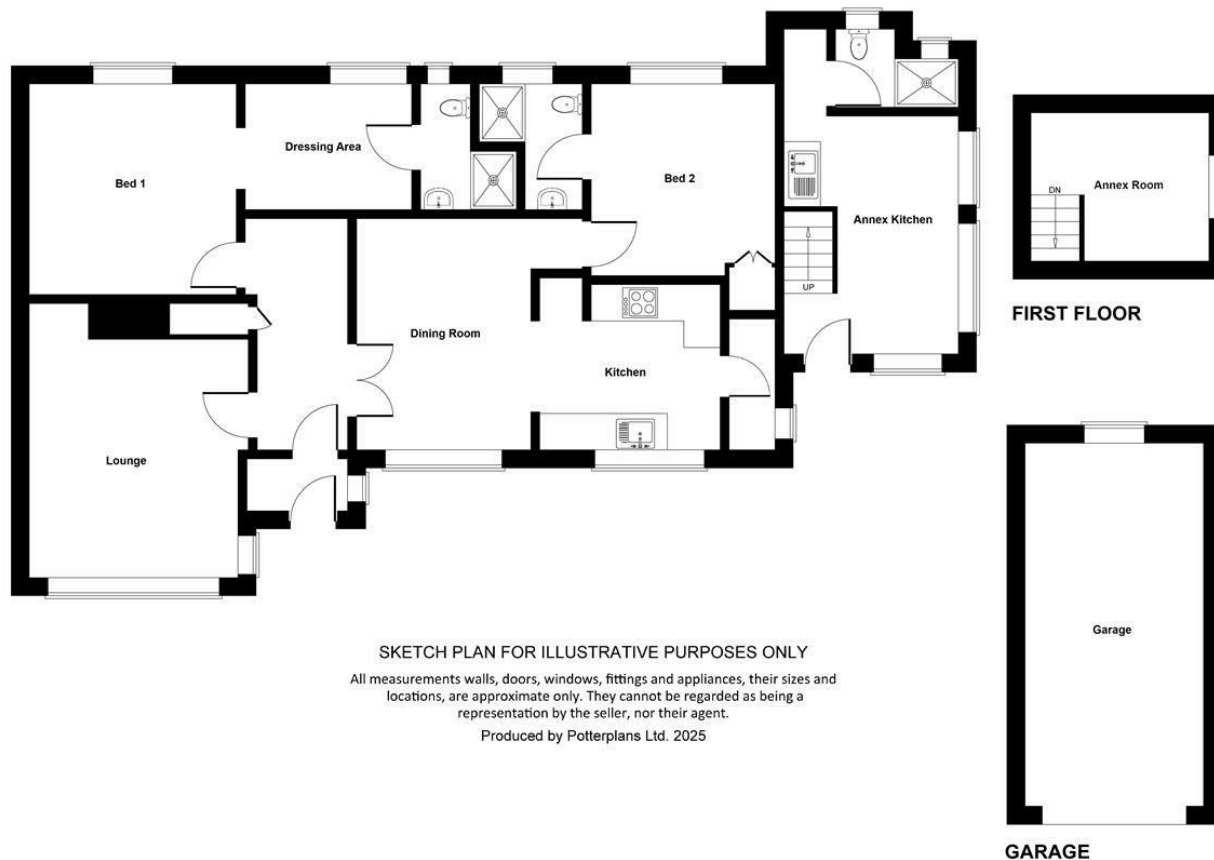 Bed 1
Dressing Area
Bed 2
Annex Kitchen
UP
DN
Annex Room
FIRST FLOOR
Dining Room
Kitchen
Lounge
Garage
GARAGE
SKETCH PLAN FOR ILLUSTRATIVE PURPOSES ONLY
All measurements walls, doors, windows, fittings and appliances, their sizes and
locations, are approximate only. They cannot be regarded as being a
representation by the seller, nor their agent.
Produced by Potterplans Ltd. 2025